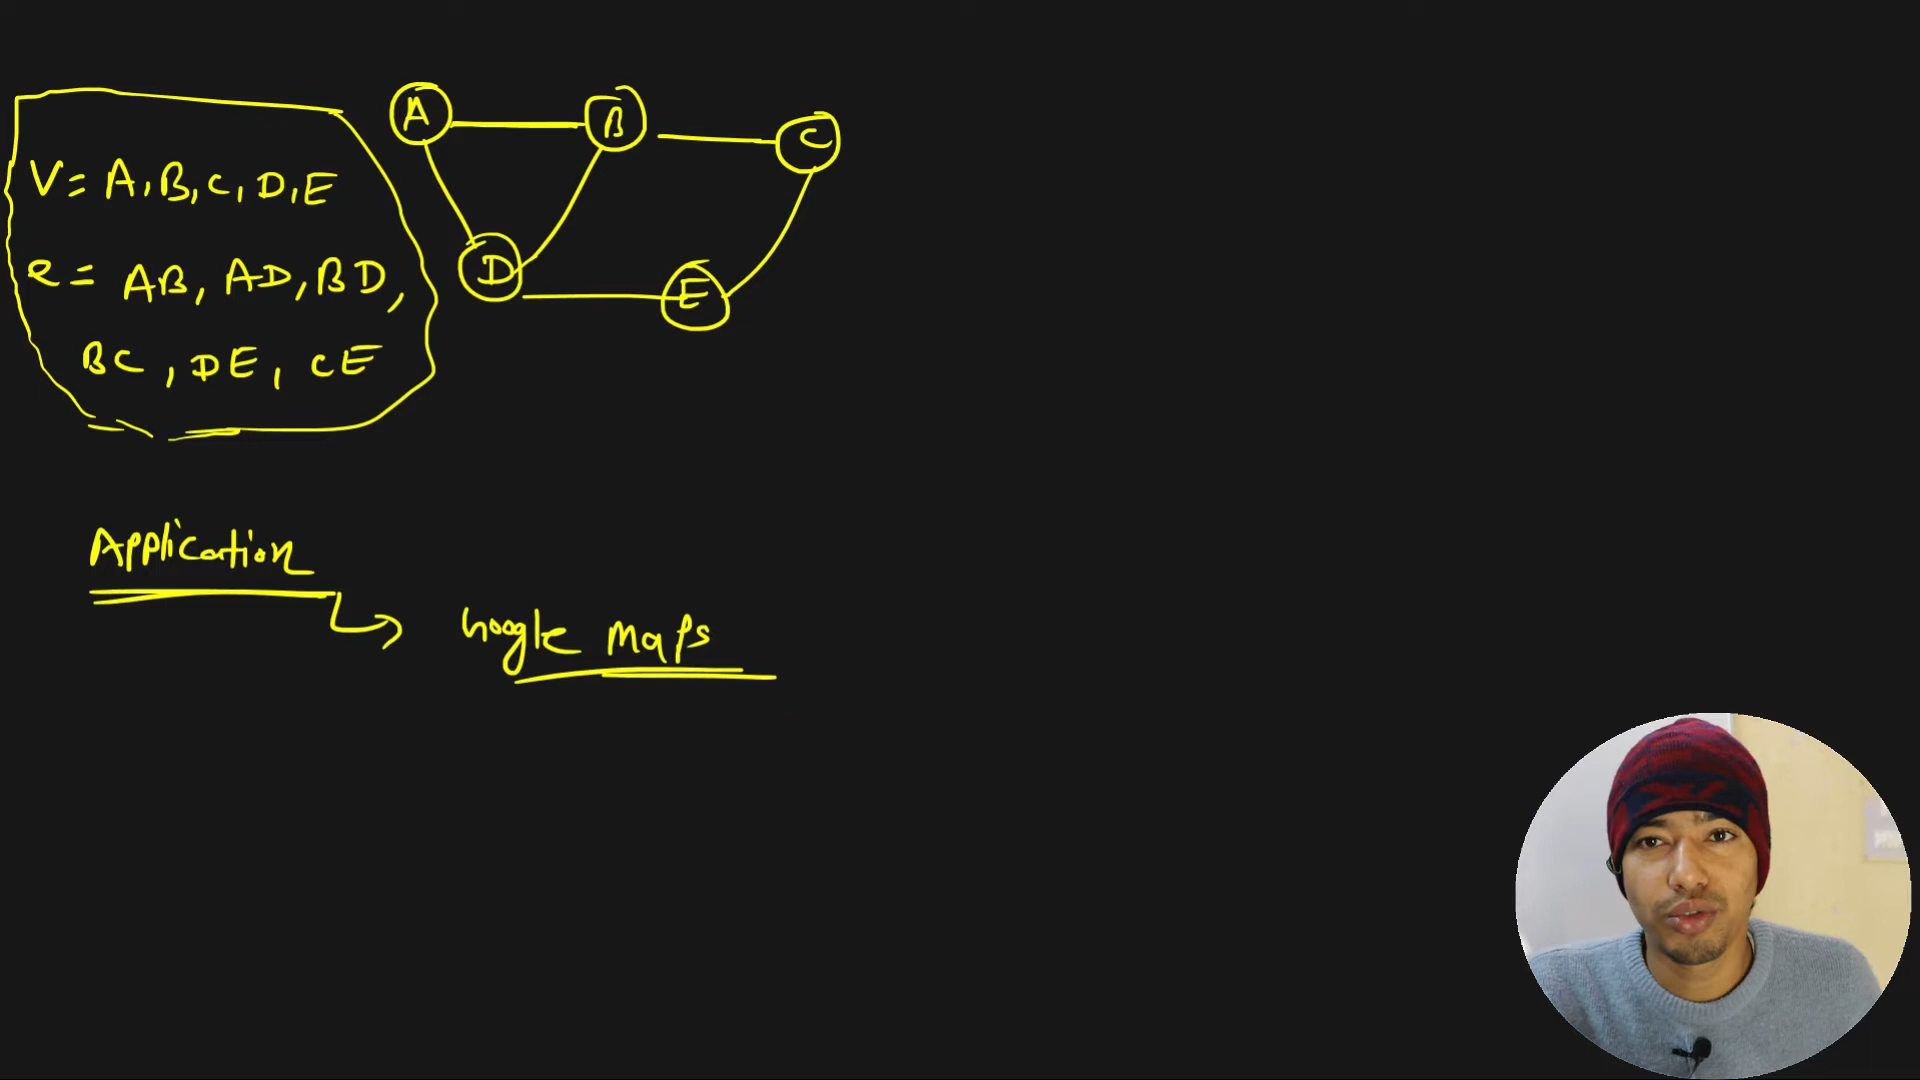 A
B
C
V= A, B, C, D, E
D
E
e= AB, AD, BD,
BC, DE, CE
Application
Google maps